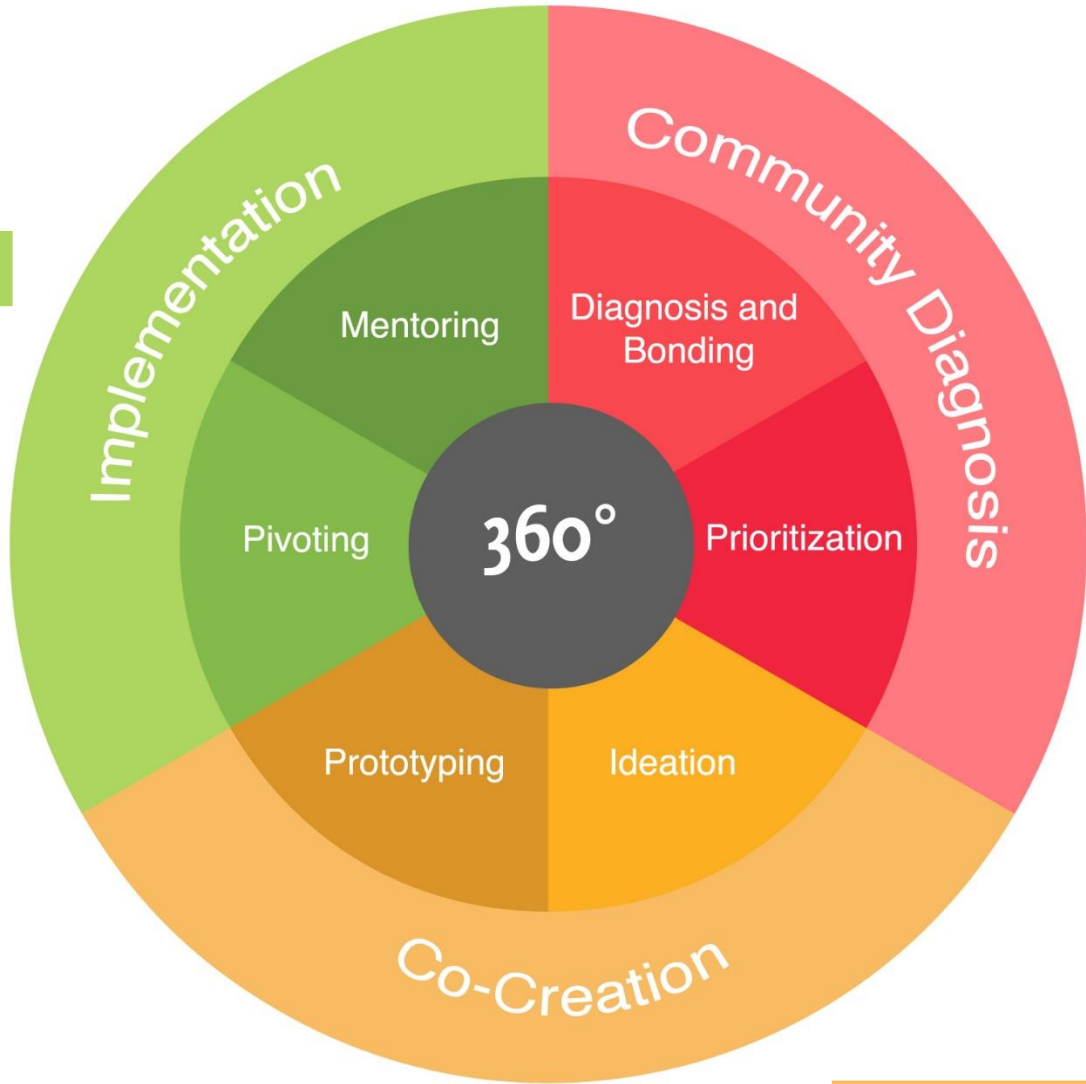 Community Diagnosis
Diagnosis and
Bonding
Prioritization
Co-Creation
Ideation
Prototyping
Implementation
Pivoting
Mentoring
360°